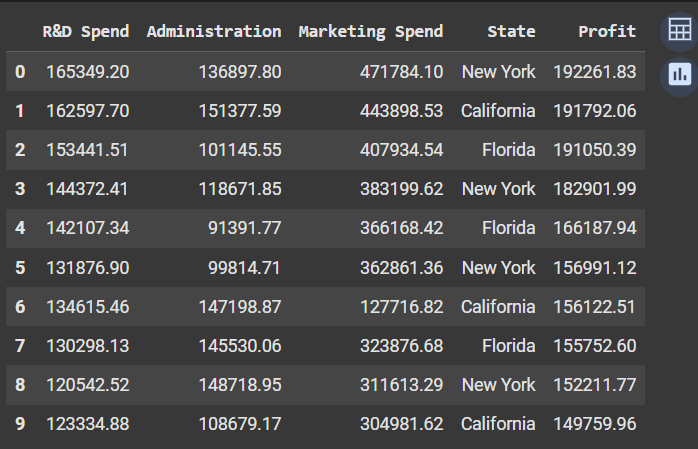 R&D Spend Administration Marketing Spend State Profit
0 165349.20 136897.80 471784.10 New York 192261.83
1 162597.70 151377.59 443898.53 California 191792.06
2 153441.51 101145.55 407934.54 Florida 191050.39
3 144372.41 118671.85 383199.62 New York 182901.99
4 142107.34 91391.77 366168.42 Florida 166187.94
5 131876.90 99814.71 362861.36 New York 156991.12
6 134615.46 147198.87 127716.82 California 156122.51
7 130298.13 145530.06 323876.68 Florida 155752.60
8 120542.52 148718.95 311613.29 New York 152211.77
9 123334.88 108679.17 304981.62 California 149759.96